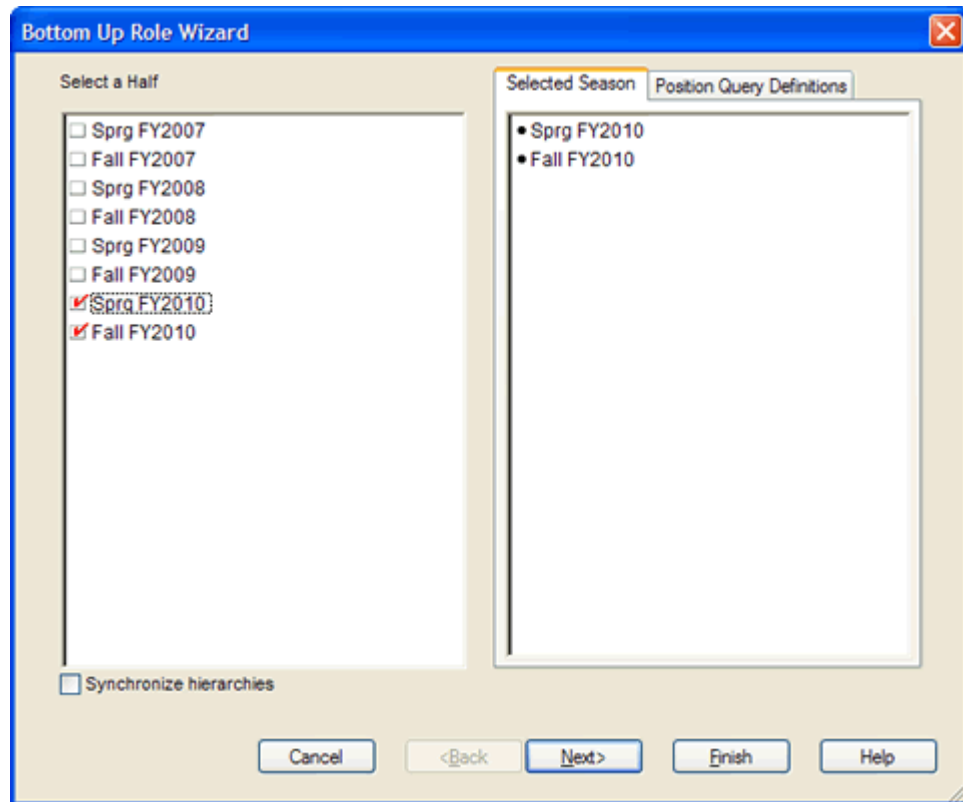 Bottom Up Role Wizard
Select a Half
Sprg FY2007
Fall FY2007
Sprg FY2008
Fall FY2008
Sprg FY2009
Fall FY2009
Sprg FY2010
Fall FY2010
Synchronize hierarchies
Selected Season Position Query Definitions
Sprg FY2010
Fall FY2010
Cancel <Back Next> Finish Help